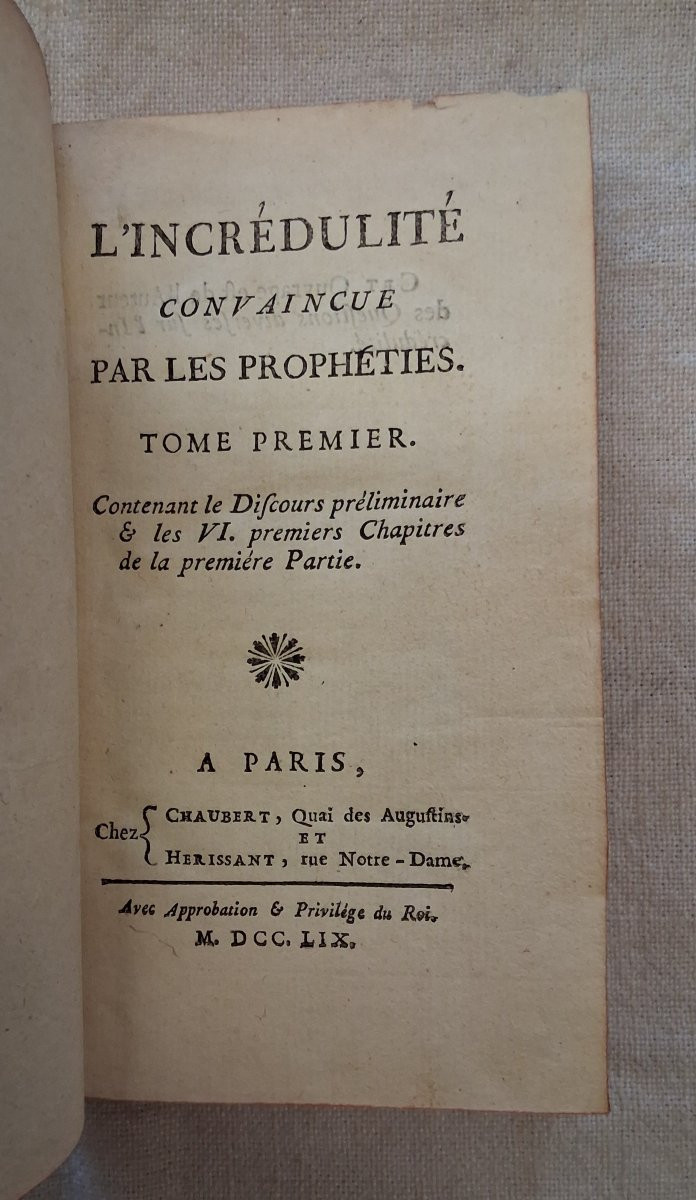 L'INCRÉDULITÉ
CONVAINCUE
PAR LES PROPHÉTIES.
TOME PREMIER.
Contenant le Diſcours préliminaire
& les VI. premiers Chapitres
de la premiére Partie.
A PARIS,
Chez { CHAUBERT, Quai des Auguſtins.
ET
HERISSANT, rue Notre-Dame.
Avec Approbation & Privilége du Roi.
M. DCC. LIX.